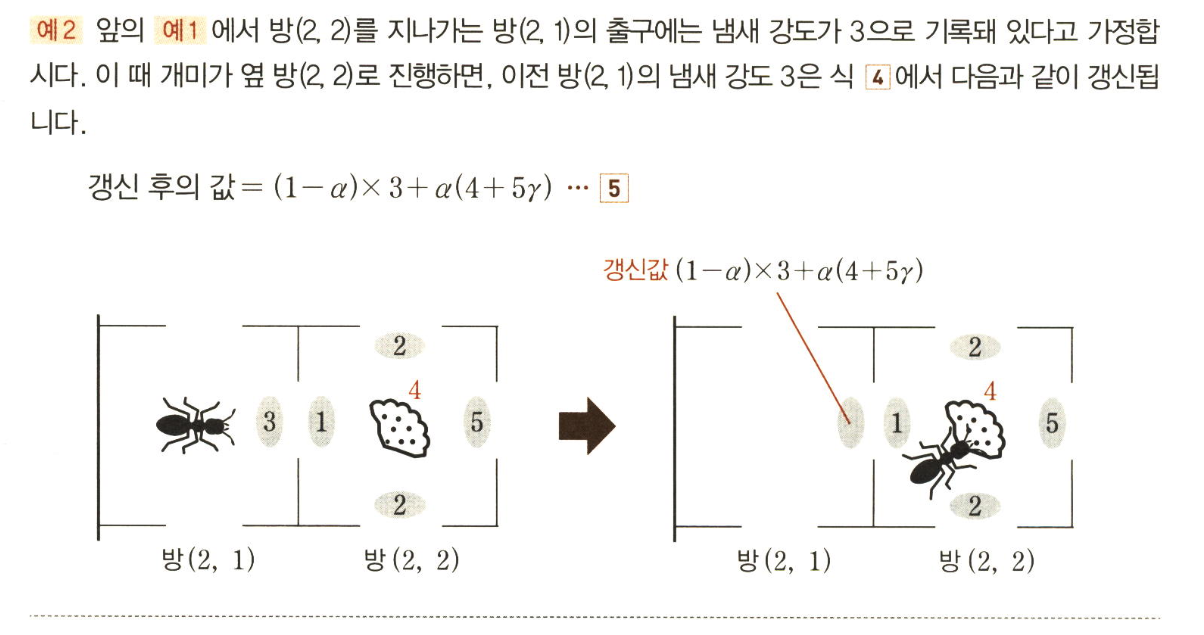 예2 앞의 예1 에서 방(2, 2)를 지나가는 방(2, 1)의 출구에는 냄새 강도가 3으로 기록돼 있다고 가정합
시다. 이 때 개미가 옆 방(2, 2)로 진행하면, 이전 방(2, 1)의 냄새 강도 3은 식 4 에서 다음과 같이 갱신됩
니다.
갱신 후의 값 = (1−α)× 3+α(4+5γ) ··· 5
갱신값 (1−α)×3+α(4+5γ)
2
4
3 1 5
2
방(2, 1) 방(2, 2)
2
4
1 5
2
방(2, 1) 방(2, 2)